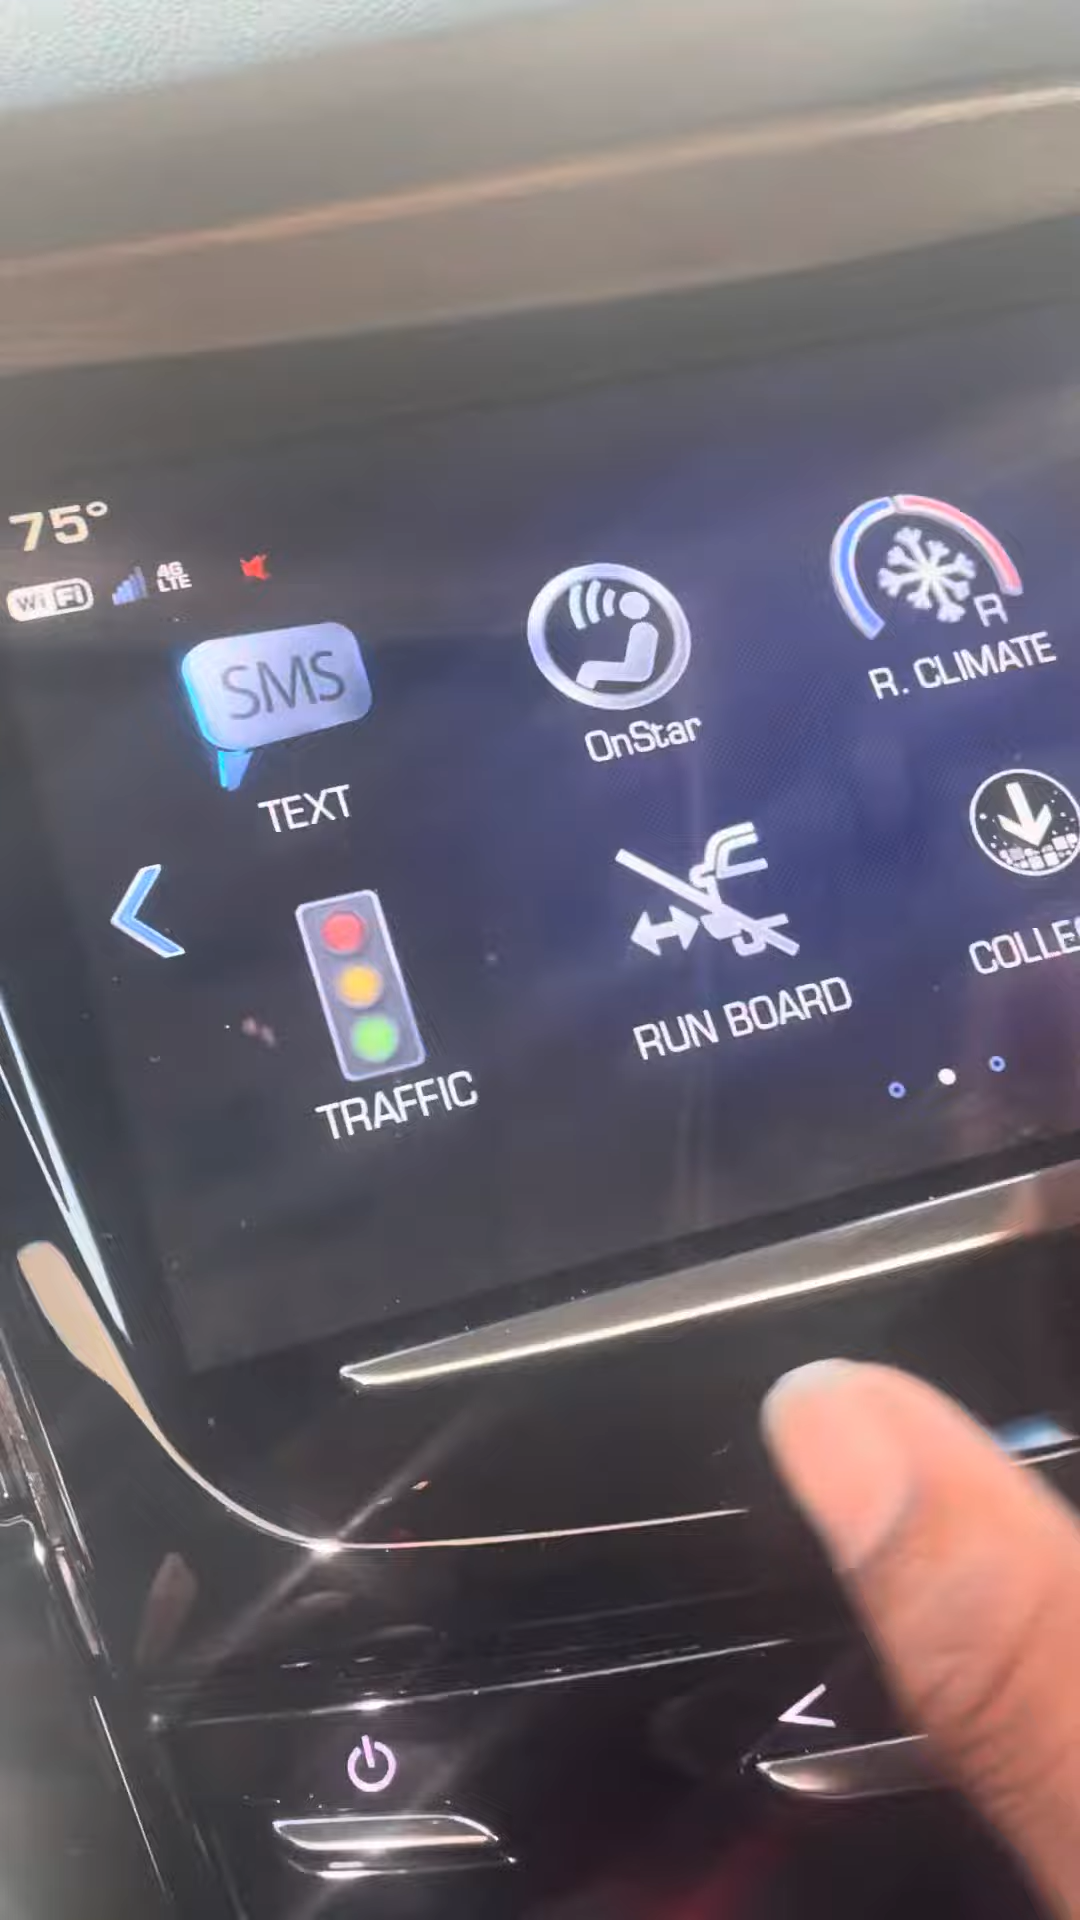 75°
WiFi
4G
LTE
SMS
TEXT
OnStar
R
R. CLIMATE
TRAFFIC
RUN BOARD